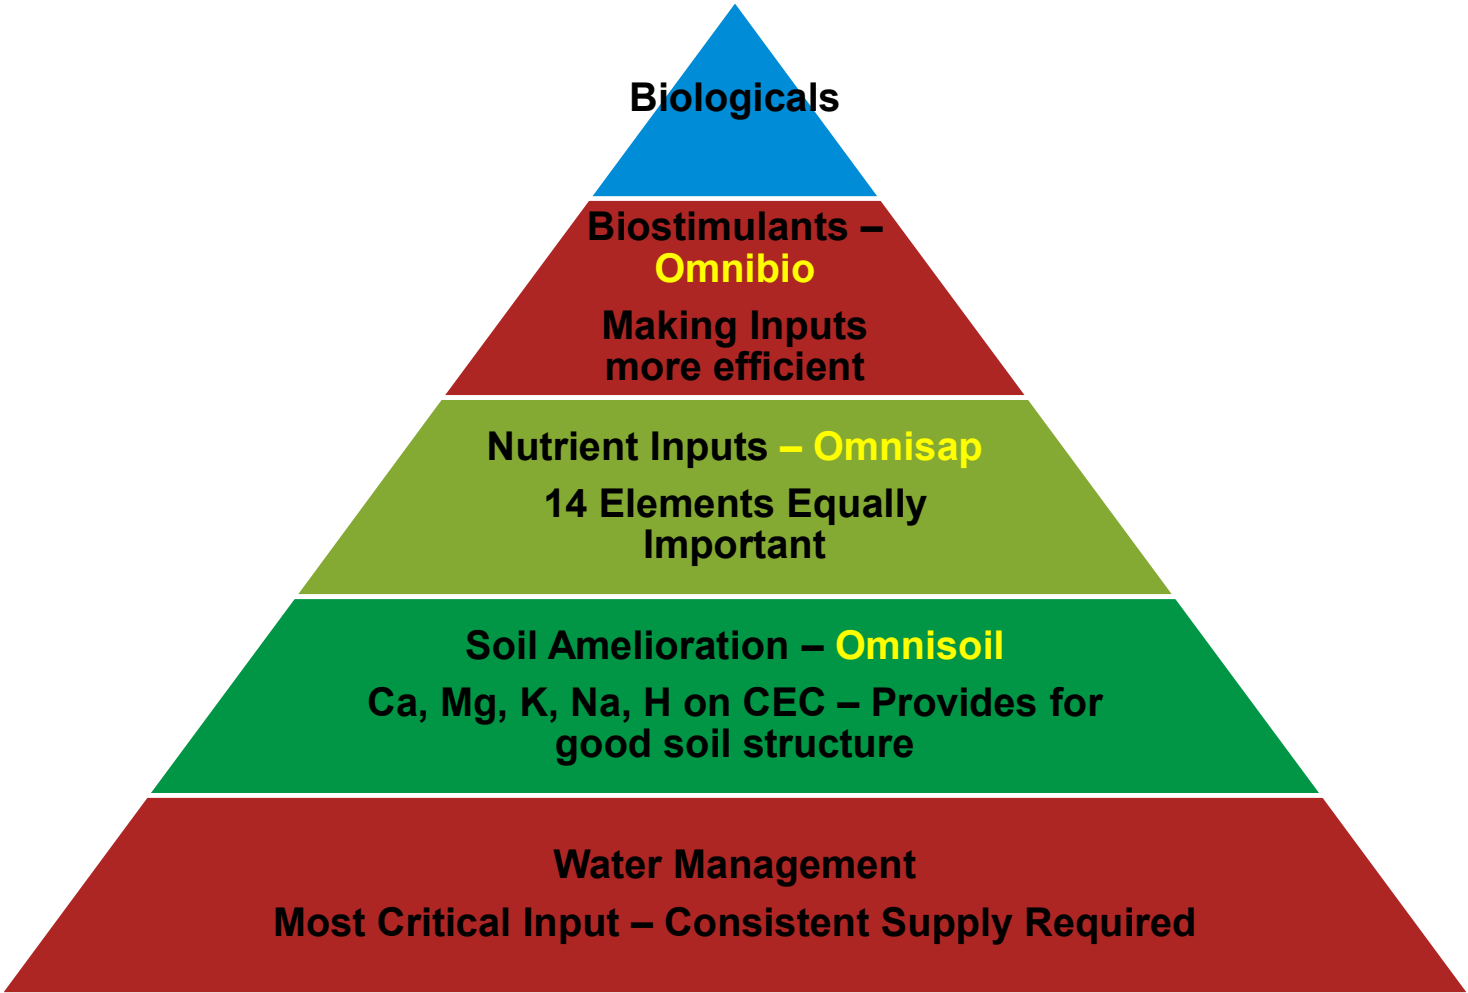 Biologicals
Biostimulants –
Omnibio
Making Inputs
more efficient
Nutrient Inputs – Omnisap
14 Elements Equally
Important
Soil Amelioration – Omnisoil
Ca, Mg, K, Na, H on CEC – Provides for
good soil structure
Water Management
Most Critical Input – Consistent Supply Required